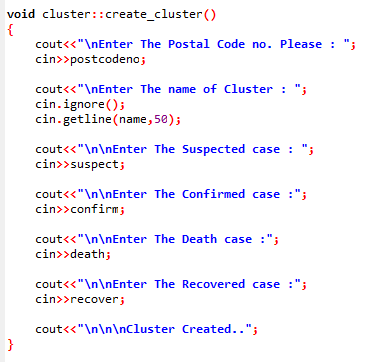 void cluster::create_cluster()
{
cout<<"\nEnter The Postal Code no. Please : ";
cin>>postcodeno;
cout<<"\nEnter The name of Cluster : ";
cin.ignore();
cin.getline(name,50);
cout<<"\n\nEnter The Suspected case : ";
cin>>suspect;
cout<<"\n\nEnter The Confirmed case :";
cin>>confirm;
cout<<"\n\nEnter The Death case :";
cin>>death;
cout<<"\n\nEnter The Recovered case :";
cin>>recover;
cout<<"\n\n\nCluster Created..";
}